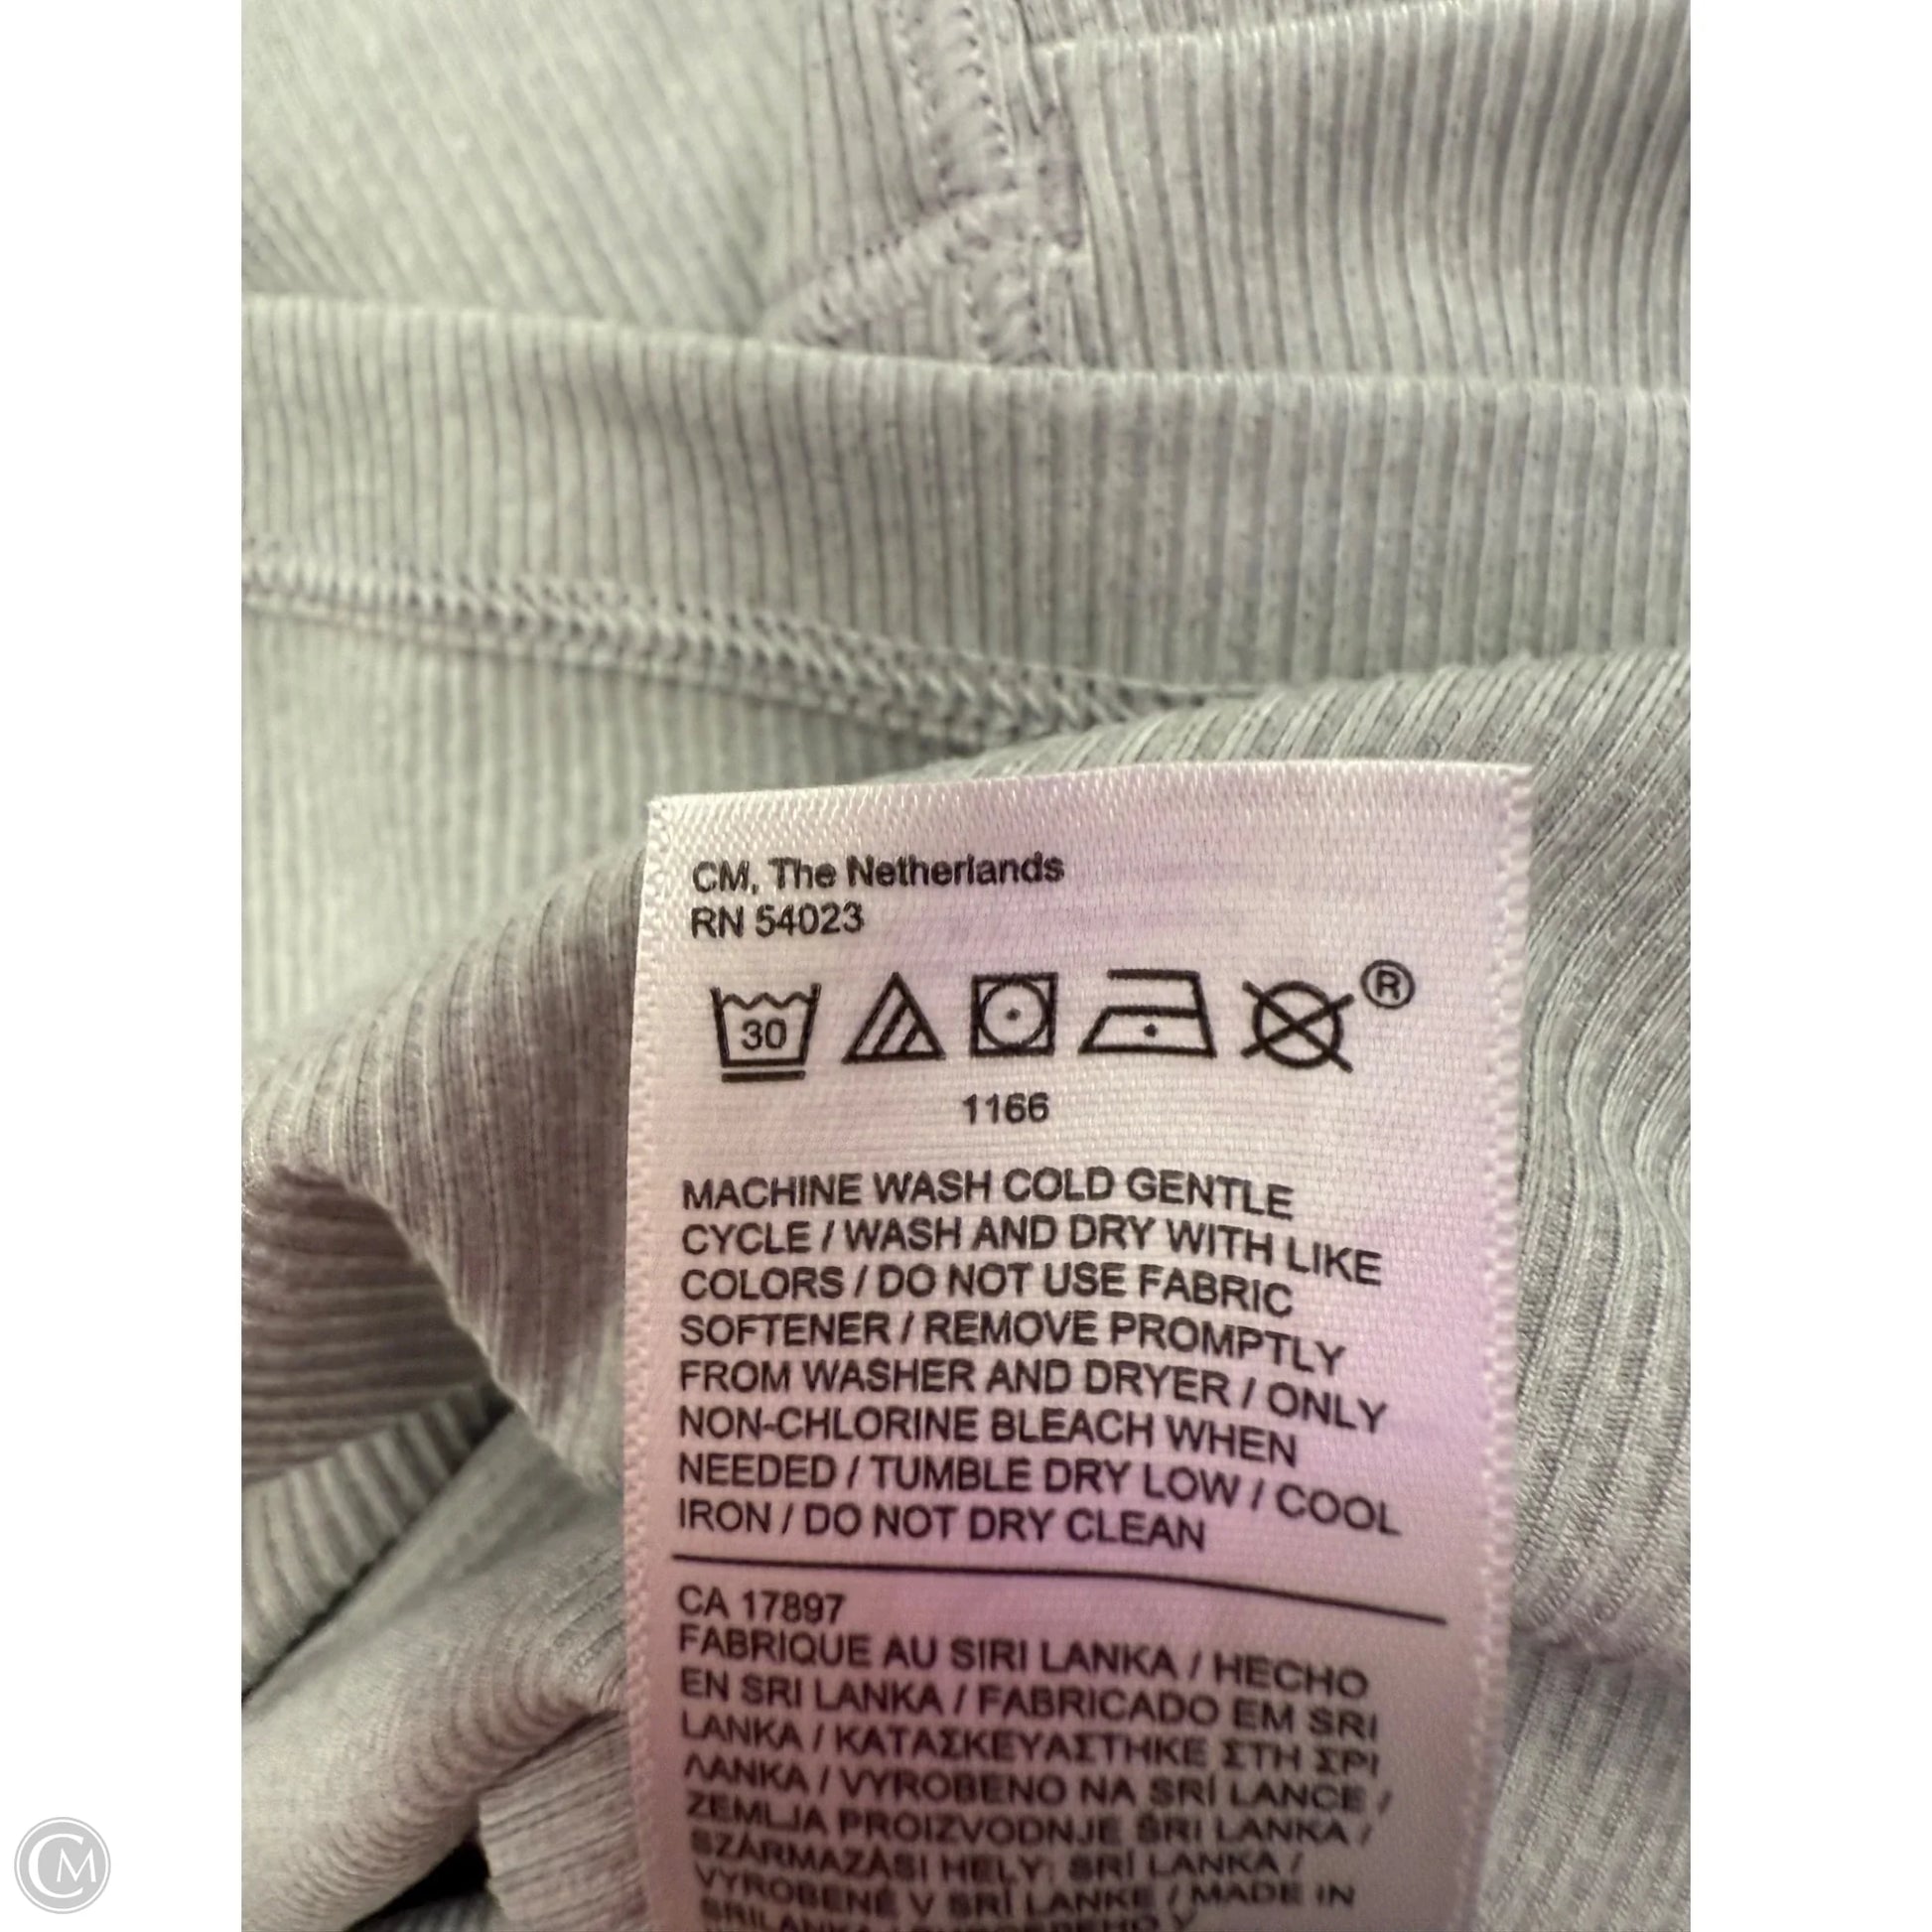 CM, The Netherlands
RN 54023
30
®
1166
MACHINE WASH COLD GENTLE
CYCLE / WASH AND DRY WITH LIKE
COLORS / DO NOT USE FABRIC
SOFTENER / REMOVE PROMPTLY
FROM WASHER AND DRYER / ONLY
NON-CHLORINE BLEACH WHEN
NEEDED / TUMBLE DRY LOW / COOL
IRON / DO NOT DRY CLEAN
CA 17897
FABRIQUE AU SIRI LANKA / HECHO
EN SRI LANKA / FABRICADO EM SRI
LANKA / ΚΑΤΑΣΚΕΥΑΣΤΗΚΕ ΣΤΗ ΣΡΙ
ΛΑΝΚΑ / VYROBENO NA SRÍ LANCE /
ZEMLJA PROIZVODNJE ŠRI LANKA /
SZÁRMAZÁSI HELY: SRÍ LANKA /
VYROBENÉ V SRÍ LANKE / MADE IN
SRILANKA /
CM